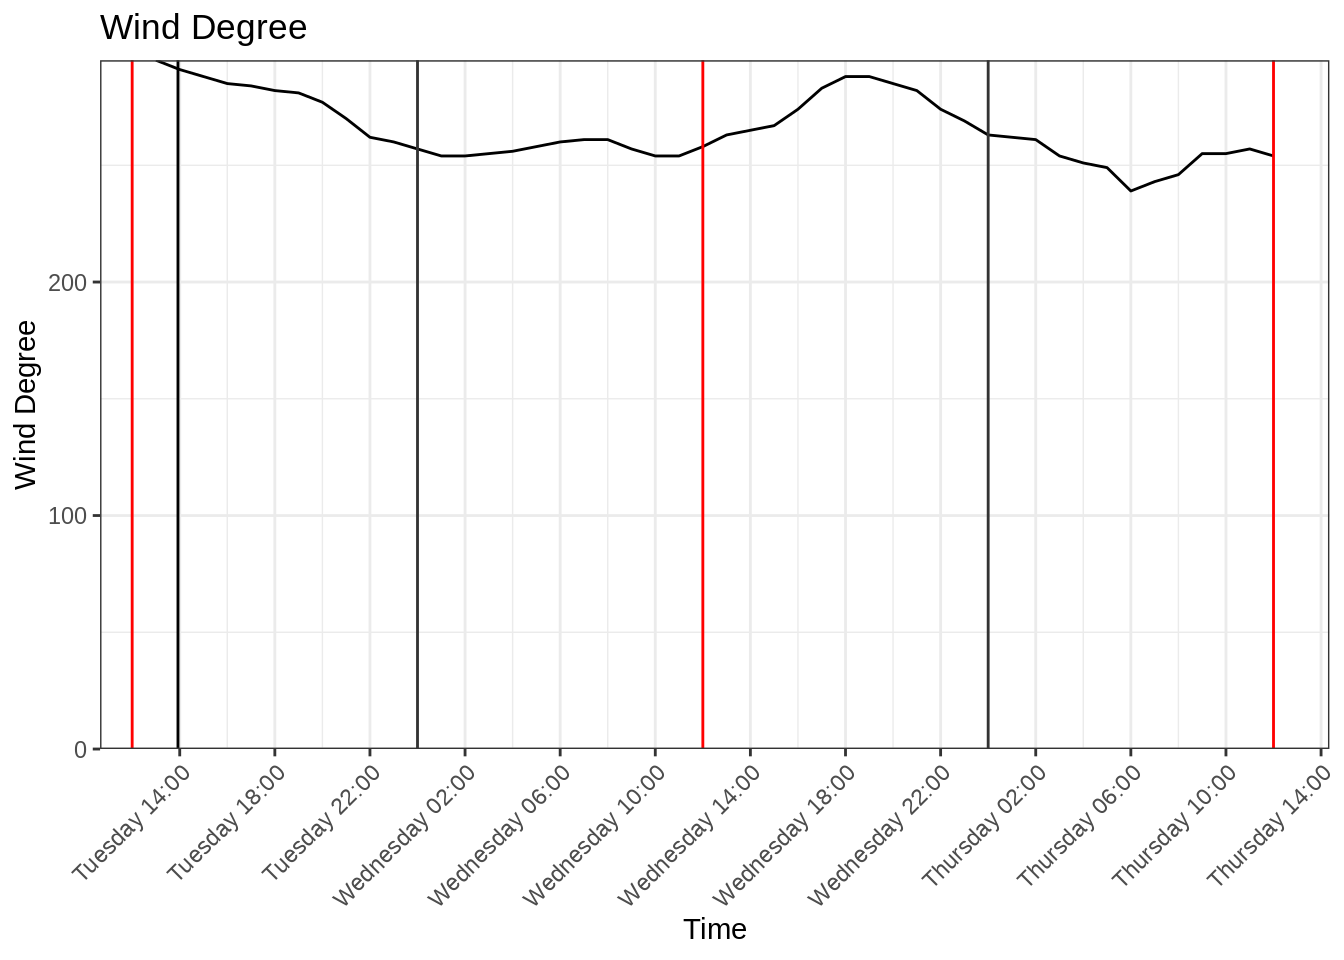 Wind Degree
Wind Degree
200
100
0
Tuesday 14:00
Tuesday 18:00
Tuesday 22:00
Wednesday 02:00
Wednesday 06:00
Wednesday 10:00
Wednesday 14:00
Wednesday 18:00
Wednesday 22:00
Thursday 02:00
Thursday 06:00
Thursday 10:00
Thursday 14:00
Time